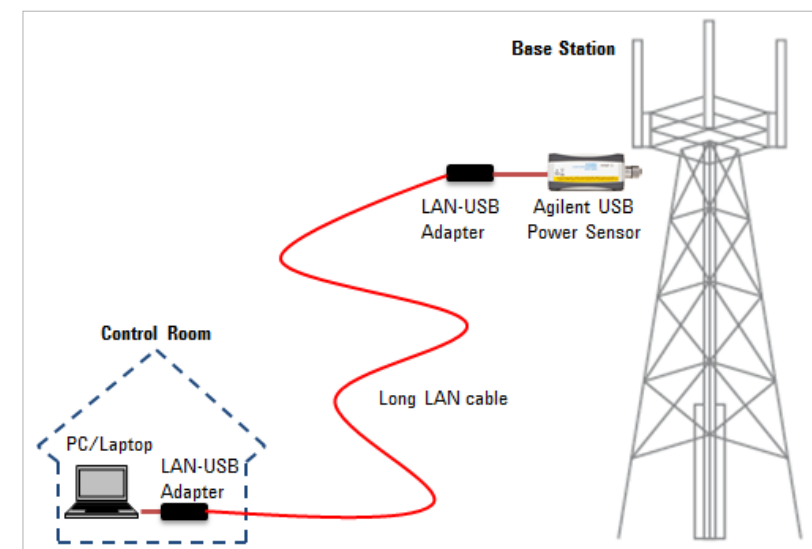 Base Station
LAN-USB
Adapter
Agilent USB
Power Sensor
Control Room
Long LAN cable
PC/Laptop
LAN-USB
Adapter